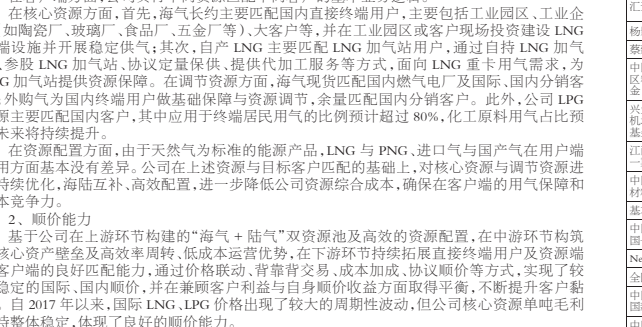 在核心资源方面，首先，海气长约主要匹配国内直接终端用户，主要包括工业园区、工业企
（如陶瓷厂、玻璃厂、食品厂、五金厂等）、大客户等，并在工业园区或客户现场投资建设 LNG
端设施并开展稳定供气；其次，自产 LNG 主要匹配 LNG 加气站用户，通过自持 LNG 加气
、参股 LNG 加气站、协议定量保供、提供代加工服务等方式，面向 LNG 重卡用气需求，为
G 加气站提供资源保障。在调节资源方面，海气现货匹配国内燃气电厂及国际、国内分销客
，外购气为国内终端用户做基础保障与资源调节，余量匹配国内分销客户。此外，公司 LPG
源主要匹配国内客户，其中应用于终端居民用气的比例预计超过 80%，化工原料用气占比预
未来将持续提升。
在资源配置方面，由于天然气为标准的能源产品，LNG 与 PNG、进口气与国产气在用户端
用方面基本没有差异。公司在上述资源与目标客户匹配的基础上，对核心资源与调节资源进
持续优化，海陆互补、高效配置，进一步降低公司资源综合成本，确保在客户端的用气保障和
本竞争力。
2、顺价能力
基于公司在上游环节构建的“海气 + 陆气”双资源池及高效的资源配置，在中游环节构筑
核心资产壁垒及高效率周转、低成本运营优势，在下游环节持续拓展直接终端用户及资源端
客户端的良好匹配能力，通过价格联动、背靠背交易、成本加成、协议顺价等方式，实现了较
稳定的国际、国内顺价，并在兼顾客户利益与自身顺价收益方面取得平衡，不断提升客户黏
。自 2017 年以来，国际 LNG、LPG 价格出现了较大的周期性波动，但公司核心资源单吨毛利
持整体稳定，体现了良好的顺价能力。
汇
杨
蔡
中
区
金
兴
机
基
江
一
中
材
基
中
国
Ne
全
中
国